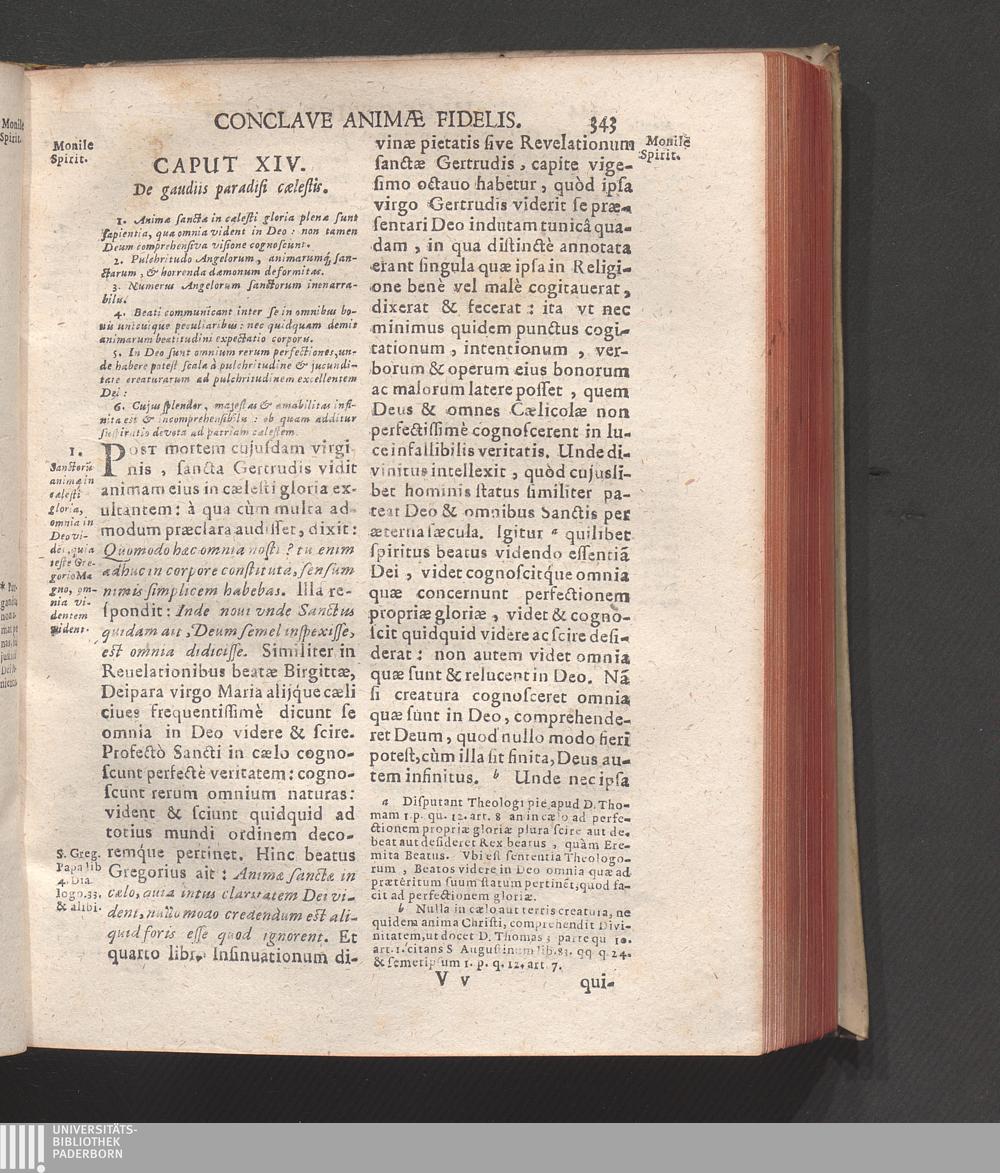 CONCLAVE ANIMÆ FIDELIS. 343
Monile
Spirit.
CAPUT XIV.
De gaudiis paradisi cælestis.
1. Animæ sanctæ in cælesti gloria plenæ sunt
sapientia, qua omnia vident in Deo: non tamen
Deum comprehensiva visione cognoscunt.
2. Pulchritudo Angelorum, animarumq́; san-
ctarum, & horrenda dæmonum deformitas.
3. Numerus Angelorum sanctorum inenarra-
bilis.
4. Beati communicant inter se in omnibus bo-
nis unicuique peculiaribus: nec quidquam demit
animarum beatitudini expectatio corporis.
5. In Deo sunt omnium rerum perfectiones, un-
de habere potest scala à pulchritudine & jucundi-
tate creaturarum ad pulchritudinem excellentem
Dei:
6. Cujus splendor, majestas & amabilitas infi-
nita est & incomprehensibilis: ob quam additur
suspiratio devota ad patriam cælestem.
1.
Sanctorũ
animæ in
cælesti
gloria,
omnia in
Deo vi-
det, quia
teste Gre-
gorio Ma
gno, om-
nia vi-
dentem
vident.
POST mortem cujusdam virgi-
nis, sancta Gertrudis vidit
animam eius in cælesti gloria ex-
ultantem: à qua cùm multa ad-
modum præclara audisset, dixit:
Quomodo hæc omnia nosti? tu enim
adhuc in corpore constituta, sensum
nimis simplicem habebas. Illa re-
spondit: Inde noui vnde Sanctus
quidam ait, Deum semel inspexisse,
est omnia didicisse. Similiter in
Reuelationibus beatæ Birgittæ,
Deipara virgo Maria alijq́ue cæli
ciues frequentissimè dicunt se
omnia in Deo videre & scire.
Profectò Sancti in cælo cogno-
scunt perfectè veritatem: cogno-
scunt rerum omnium naturas:
vident & sciunt quidquid ad
totius mundi ordinem deco-
remq́ue pertinet. Hinc beatus
Gregorius ait: Animæ sanctæ in
cælo, quia intus claritatem Dei vi-
dent, nullo modo credendum est ali-
quid foris esse quod ignorent. Et
quarto libr. Insinuationum di-
S. Greg.
Papa lib
4. Dia
logo. 33.
& alibi.
Monile
Spirit.
vinæ pietatis sive Revelationum
sanctæ Gertrudis, capite vige-
simo octauo habetur, quòd ipsa
virgo Gertrudis viderit se præ-
sentari Deo indutam tunicâ qua-
dam, in qua distinctè annotata
erant singula quæ ipsa in Religi-
one benè vel malè cogitauerat,
dixerat & fecerat: ita vt nec
minimus quidem punctus cogi-
tationum, intentionum, ver-
borum & operum eius bonorum
ac malorum latere posset, quem
Deus & omnes Cælicolæ non
perfectissimè cognoscerent in lu-
ce infallibilis veritatis. Unde di-
vinitus intellexit, quòd cujusli-
bet hominis status similiter pa-
teat Deo & omnibus Sanctis per
æterna sæcula. Igitur a quilibet
spiritus beatus videndo essentiã
Dei, videt cognoscitq́ue omnia
quæ concernunt perfectionem
propriæ gloriæ, videt & cogno-
scit quidquid videre ac scire desi-
derat: non autem videt omnia
quæ sunt & relucent in Deo. Nã
si creatura cognosceret omnia
quæ sunt in Deo, comprehende-
ret Deum, quod nullo modo fieri
potest, cùm illa sit finita, Deus au-
tem infinitus. b Unde nec ipsa
a Disputant Theologi pie apud D. Tho-
mam 1. p. qu. 12. art. 8 an in cælo ad perfe-
ctionem propriæ gloriæ plura scire aut de-
beat aut desideret Rex beatus, quàm Ere-
mita Beatus. Vbi est sententia Theologo-
rum, Beatos videre in Deo omnia quæ ad
præteritum suum statum pertinet, quod fa-
cit ad perfectionem gloriæ.
b Nulla in cælo aut terris creatura, ne
quidem anima Christi, comprehendit Divi-
nitatem, ut docet D. Thomas 3 parte qu 10.
art. 1. citans S Augustinum lib. 83. qq q. 24.
& semetipsum 1. p. q. 12. art. 7.
V v
qui-
Monile
Spirit.
UNIVERSITÄTS-
BIBLIOTHEK
PADERBORN